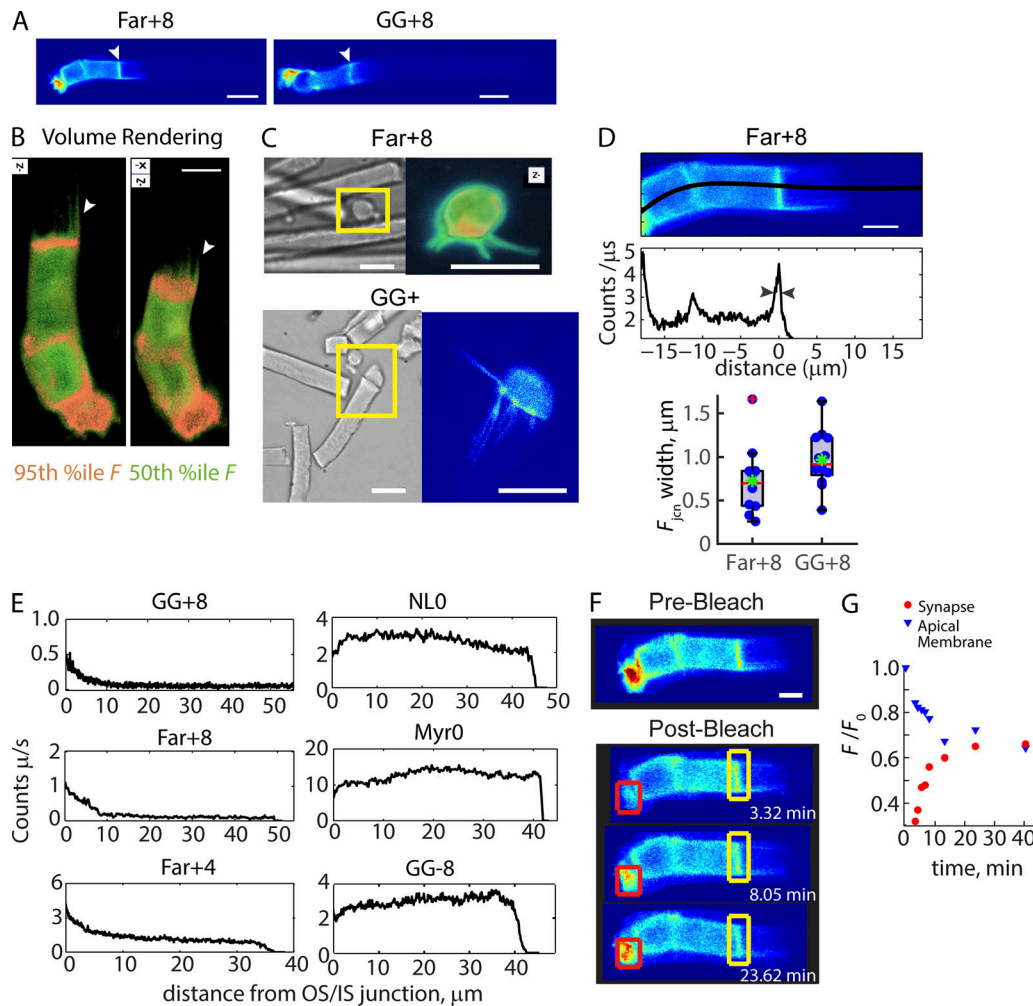 A
Far+8
GG+8
B
Volume Rendering
z-
-x
z-
95th %ile F
50th %ile F
C
Far+8
z-
GG+
D
Far+8
Counts /μs
5
4
3
2
−15
−10
−5
0
5
10
15
distance (μm)
F jcn width, μm
1.5
1.0
0.5
0
Far+8
GG+8
E
GG+8
1.0
0.5
0
0 10 20 30 40 50
NL0
4
2
0
0 10 20 30 40 50
Far+8
2
1
0
0 10 20 30 40 50
Myr0
20
10
0
0 10 20 30 40
Far+4
6
3
0
0 10 20 30 40
GG-8
4
2
0
0 10 20 30 40 50
Counts μ/s
distance from OS/IS junction, μm
F
Pre-Bleach
Post-Bleach
3.32 min
8.05 min
23.62 min
G
Synapse
Apical
Membrane
F/F0
1.0
0.8
0.6
0.4
0 10 20 30 40
time, min